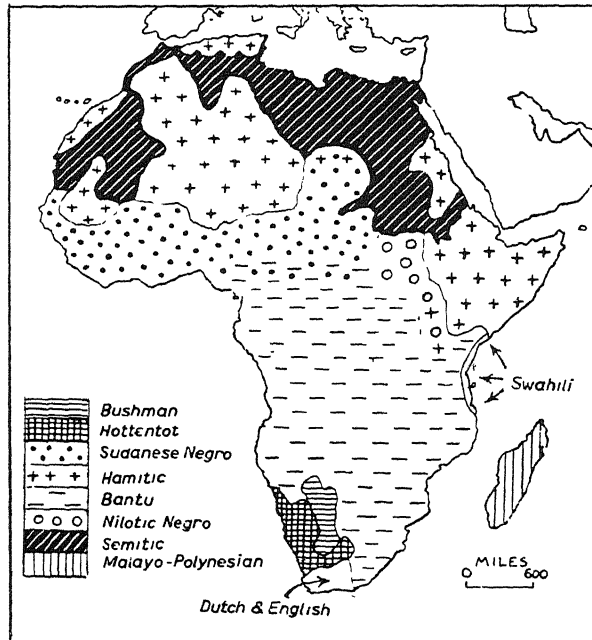 Swahili
Bushman
Hottentot
Sudanese Negro
Hamitic
Bantu
Nilotic Negro
Semitic
Malayo-Polynesian
MILES
0 600
Dutch & English